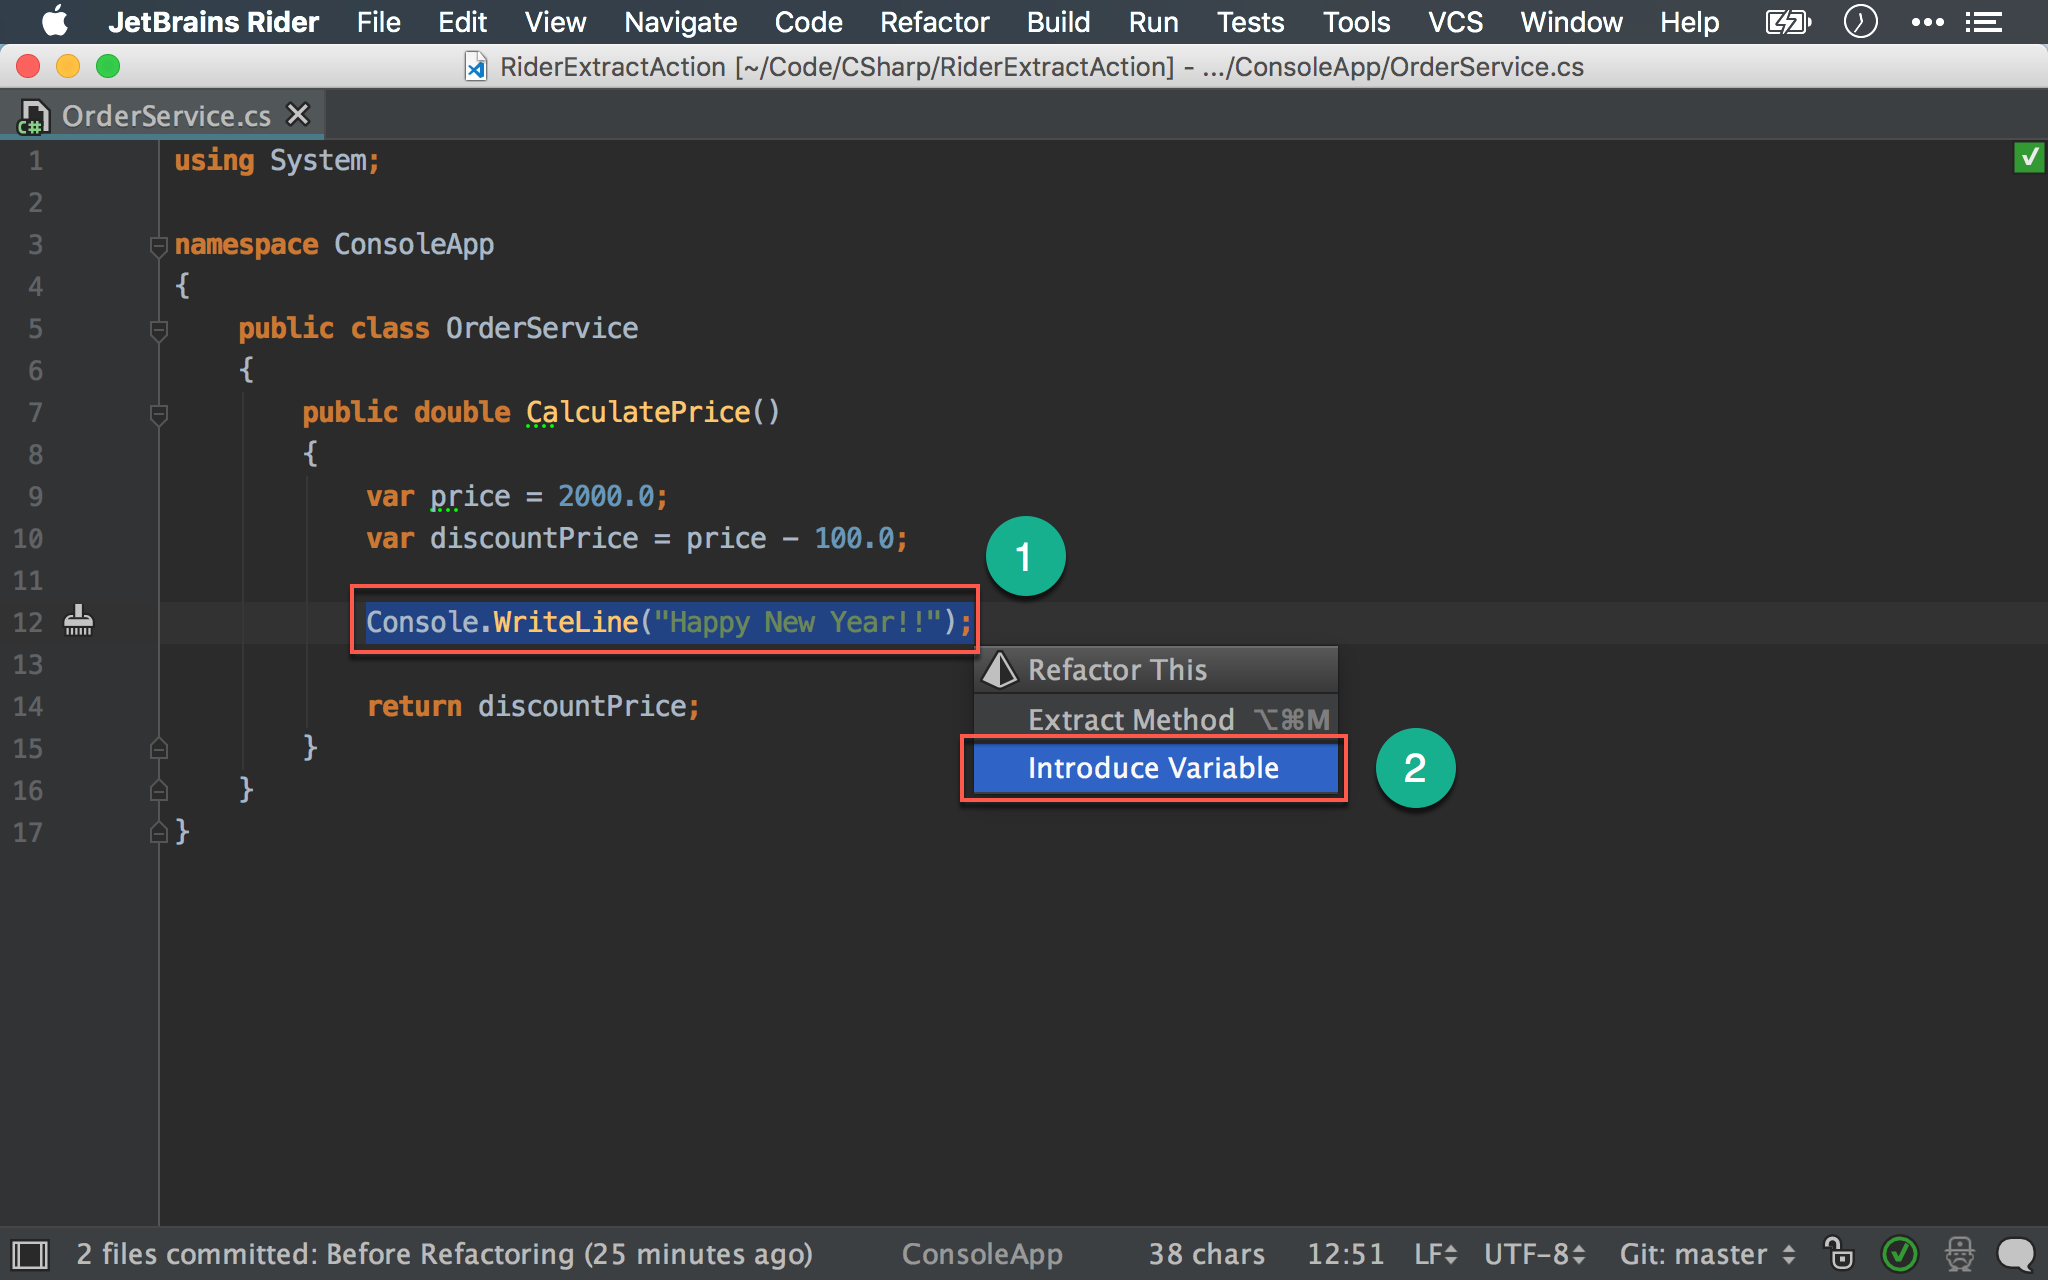 JetBrains Rider File Edit View Navigate Code Refactor Build Run Tests Tools VCS Window Help
RiderExtractAction [~/Code/CSharp/RiderExtractAction] - .../ConsoleApp/OrderService.cs
C# OrderService.cs
1 using System;
2
3 namespace ConsoleApp
4 {
5 public class OrderService
6 {
7 public double CalculatePrice()
8 {
9 var price = 2000.0;
10 var discountPrice = price - 100.0;
1
11
12 Console.WriteLine("Happy New Year!!");
13
Refactor This
14 return discountPrice;
Extract Method ⌥⌘M
15 }
Introduce Variable
2
16 }
17 }
2 files committed: Before Refactoring (25 minutes ago) ConsoleApp 38 chars 12:51 LF UTF-8 Git: master